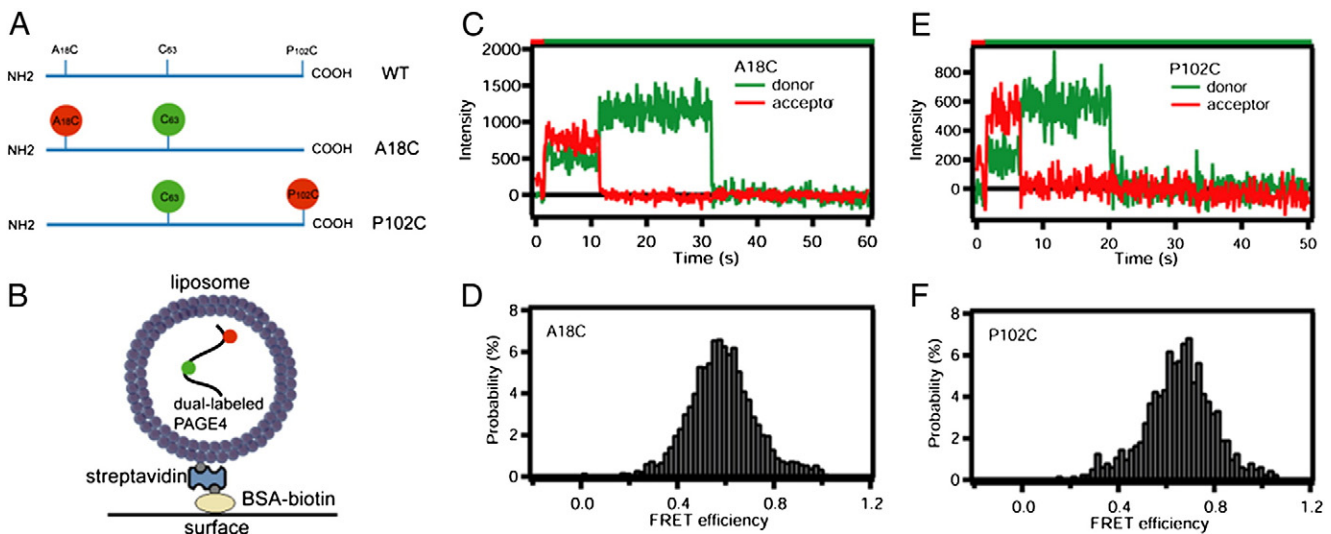 A
A18C C63 P102C
NH2 COOH WT
A18C C63
NH2 COOH A18C
C63 P102C
NH2 COOH P102C
B
liposome
dual-labeled
PAGE4
streptavidin
BSA-biotin
surface
C
2000
1500
1000
500
0
Intensity
A18C
donor
acceptor
0 10 20 30 40 50 60
Time (s)
D
8
6
4
2
0
Probability (%)
A18C
0.0 0.4 0.8 1.2
FRET efficiency
E
800
600
400
200
0
Intensity
P102C
donor
acceptor
0 10 20 30 40 50
Time (s)
F
8
6
4
2
0
Probability (%)
P102C
0.0 0.4 0.8 1.2
FRET efficiency